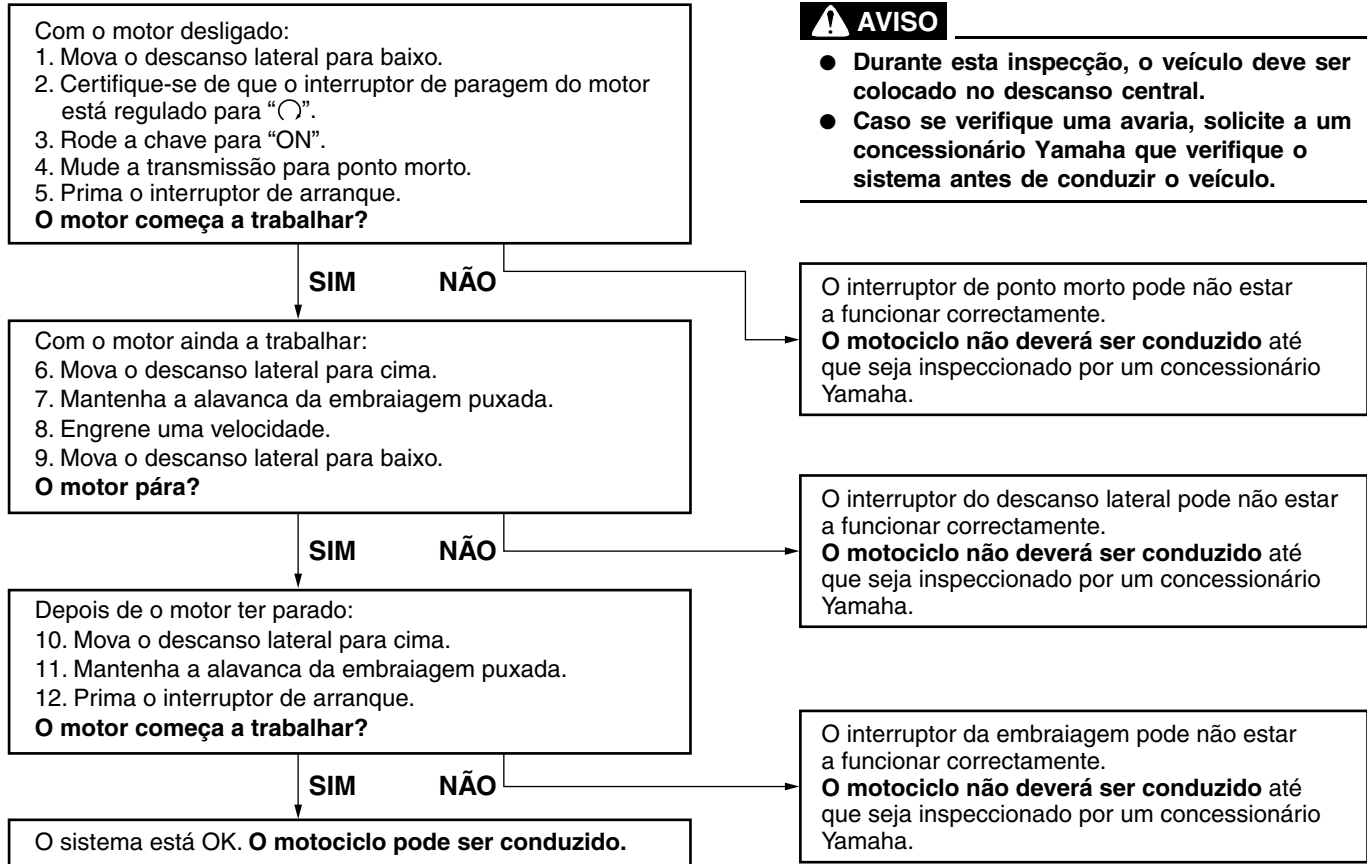 Com o motor desligado:
1. Mova o descanso lateral para baixo.
2. Certifique-se de que o interruptor de paragem do motor
está regulado para “○”.
3. Rode a chave para “ON”.
4. Mude a transmissão para ponto morto.
5. Prima o interruptor de arranque.
O motor começa a trabalhar?
AVISO
● Durante esta inspecção, o veículo deve ser
colocado no descanso central.
● Caso se verifique uma avaria, solicite a um
concessionário Yamaha que verifique o
sistema antes de conduzir o veículo.
SIM NÃO
O interruptor de ponto morto pode não estar
a funcionar correctamente.
O motociclo não deverá ser conduzido até
que seja inspeccionado por um concessionário
Yamaha.
Com o motor ainda a trabalhar:
6. Mova o descanso lateral para cima.
7. Mantenha a alavanca da embraiagem puxada.
8. Engrene uma velocidade.
9. Mova o descanso lateral para baixo.
O motor pára?
SIM NÃO
O interruptor do descanso lateral pode não estar
a funcionar correctamente.
O motociclo não deverá ser conduzido até
que seja inspeccionado por um concessionário
Yamaha.
Depois de o motor ter parado:
10. Mova o descanso lateral para cima.
11. Mantenha a alavanca da embraiagem puxada.
12. Prima o interruptor de arranque.
O motor começa a trabalhar?
SIM NÃO
O interruptor da embraiagem pode não estar
a funcionar correctamente.
O motociclo não deverá ser conduzido até
que seja inspeccionado por um concessionário
Yamaha.
O sistema está OK. O motociclo pode ser conduzido.